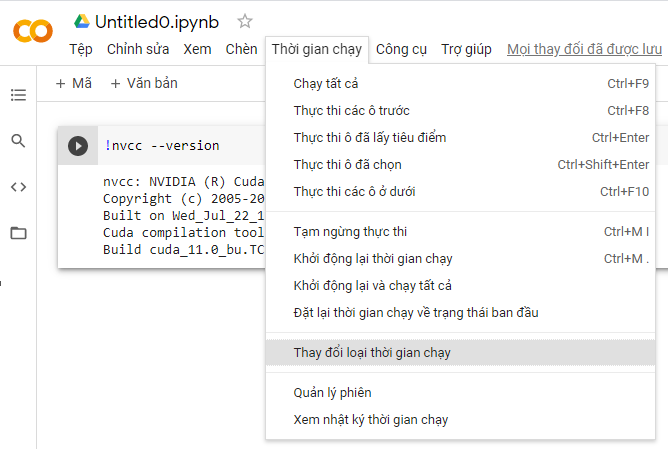 Untitled0.ipynb
Tệp Chỉnh sửa Xem Chèn Thời gian chạy Công cụ Trợ giúp Mọi thay đổi đã được lưu
+ Mã + Văn bản
Chạy tất cả Ctrl+F9
Thực thi các ô trước Ctrl+F8
Thực thi ô đã lấy tiêu điểm Ctrl+Enter
Thực thi ô đã chọn Ctrl+Shift+Enter
Thực thi các ô ở dưới Ctrl+F10
Tạm ngừng thực thi Ctrl+M I
Khởi động lại thời gian chạy Ctrl+M .
Khởi động lại và chạy tất cả
Đặt lại thời gian chạy về trạng thái ban đầu
Thay đổi loại thời gian chạy
Quản lý phiên
Xem nhật ký thời gian chạy
!nvcc --version
nvcc: NVIDIA (R) Cuda
Copyright (c) 2005-20
Built on Wed_Jul_22_1
Cuda compilation tool
Build cuda_11.0_bu.TC